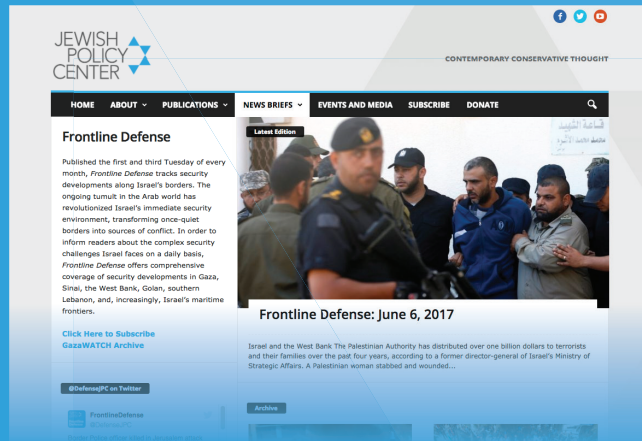 JEWISH
POLICY
CENTER
CONTEMPORARY CONSERVATIVE THOUGHT
HOME ABOUT PUBLICATIONS NEWS BRIEFS EVENTS AND MEDIA SUBSCRIBE DONATE
Frontline Defense
Published the first and third Tuesday of every
month, Frontline Defense tracks security
developments along Israel's borders. The
ongoing tumult in the Arab world has
revolutionized Israel's immediate security
environment, transforming once-quiet
borders into sources of conflict. In order to
inform readers about the complex security
challenges Israel faces on a daily basis,
Frontline Defense offers comprehensive
coverage of security developments in Gaza,
Sinai, the West Bank, Golan, southern
Lebanon, and, increasingly, Israel's maritime
frontiers.
Click Here to Subscribe
GazaWATCH Archive
@DefenseJPC on Twitter
FrontlineDefense
@DefenseJPC
Latest Edition
قاعة الشهيد
Frontline Defense: June 6, 2017
Israel and the West Bank The Palestinian Authority has distributed over one billion dollars to terrorists
and their families over the past four years, according to a former director-general of Israel's Ministry of
Strategic Affairs. A Palestinian woman stabbed and wounded...
Archive